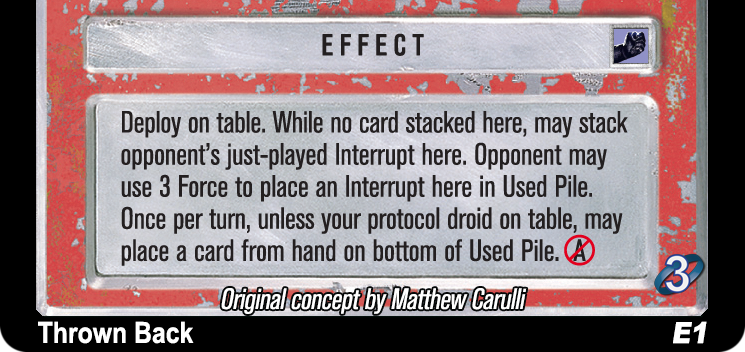 EFFECT
Deploy on table. While no card stacked here, may stack
opponent's just-played Interrupt here. Opponent may
use 3 Force to place an Interrupt here in Used Pile.
Once per turn, unless your protocol droid on table, may
place a card from hand on bottom of Used Pile. A
3
Original concept by Matthew Carulli
Thrown Back E1